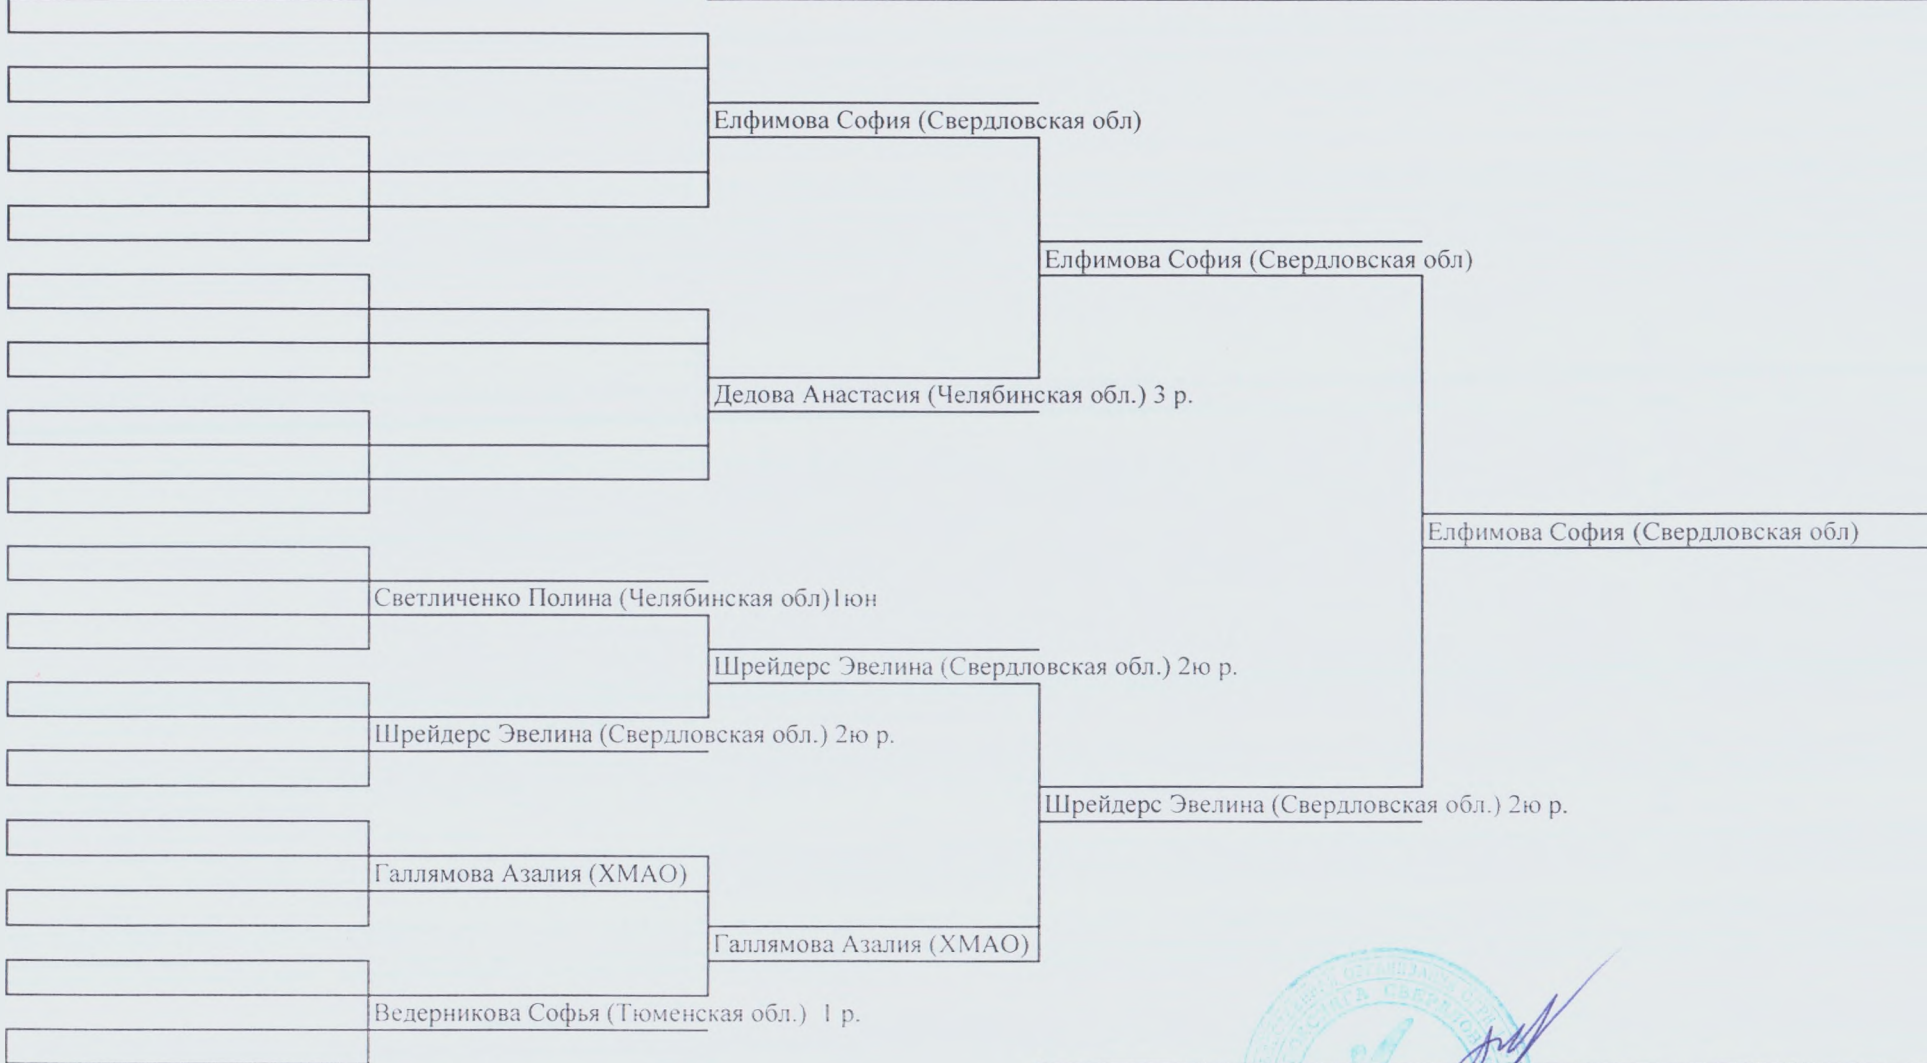 Елфимова София (Свердловская обл)
Елфимова София (Свердловская обл)
Дедова Анастасия (Челябинская обл.) 3 р.
Елфимова София (Свердловская обл)
Светличенко Полина (Челябинская обл)1юн
Шрейдерс Эвелина (Свердловская обл.) 2ю р.
Шрейдерс Эвелина (Свердловская обл.) 2ю р.
Шрейдерс Эвелина (Свердловская обл.) 2ю р.
Галлямова Азалия (ХМАО)
Галлямова Азалия (ХМАО)
Ведерникова Софья (Тюменская обл.) 1 р.